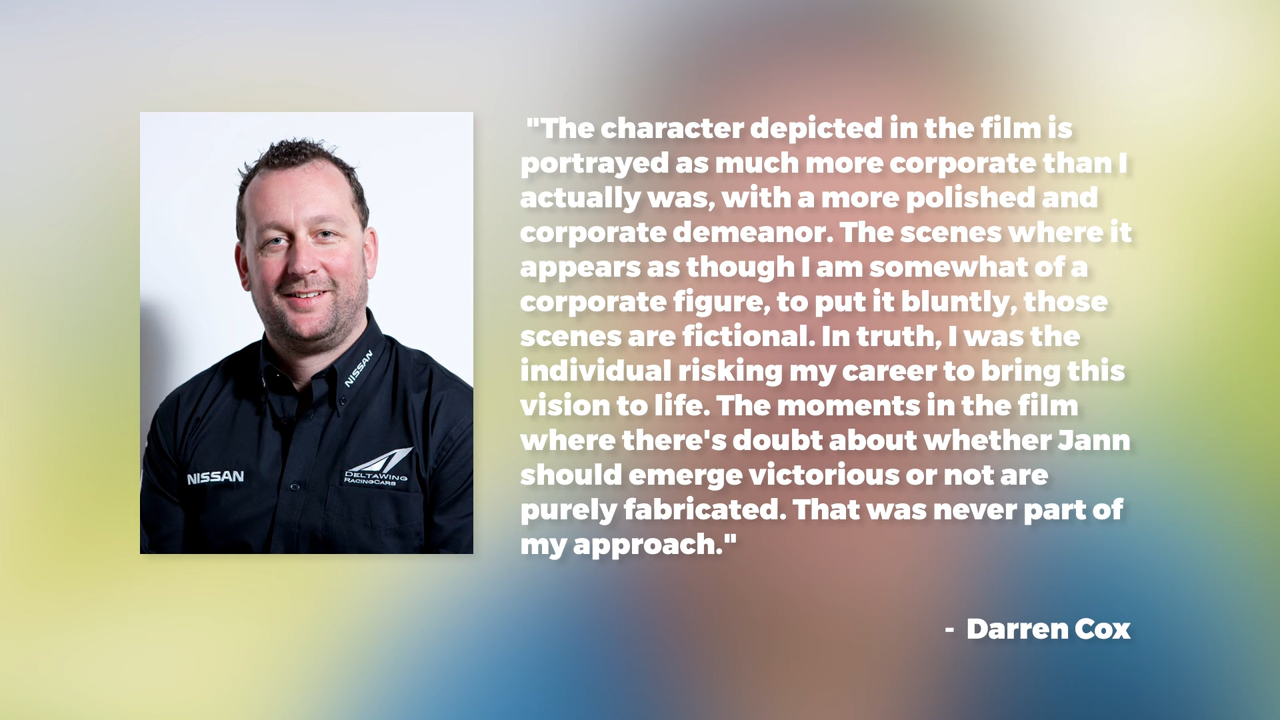 "The character depicted in the film is
portrayed as much more corporate than I
actually was, with a more polished and
corporate demeanor. The scenes where it
appears as though I am somewhat of a
corporate figure, to put it bluntly, those
scenes are fictional. In truth, I was the
individual risking my career to bring this
vision to life. The moments in the film
where there's doubt about whether Jann
should emerge victorious or not are
purely fabricated. That was never part of
my approach."
- Darren Cox
NISSAN
NISSAN
DELTAWING
RACINGCARS